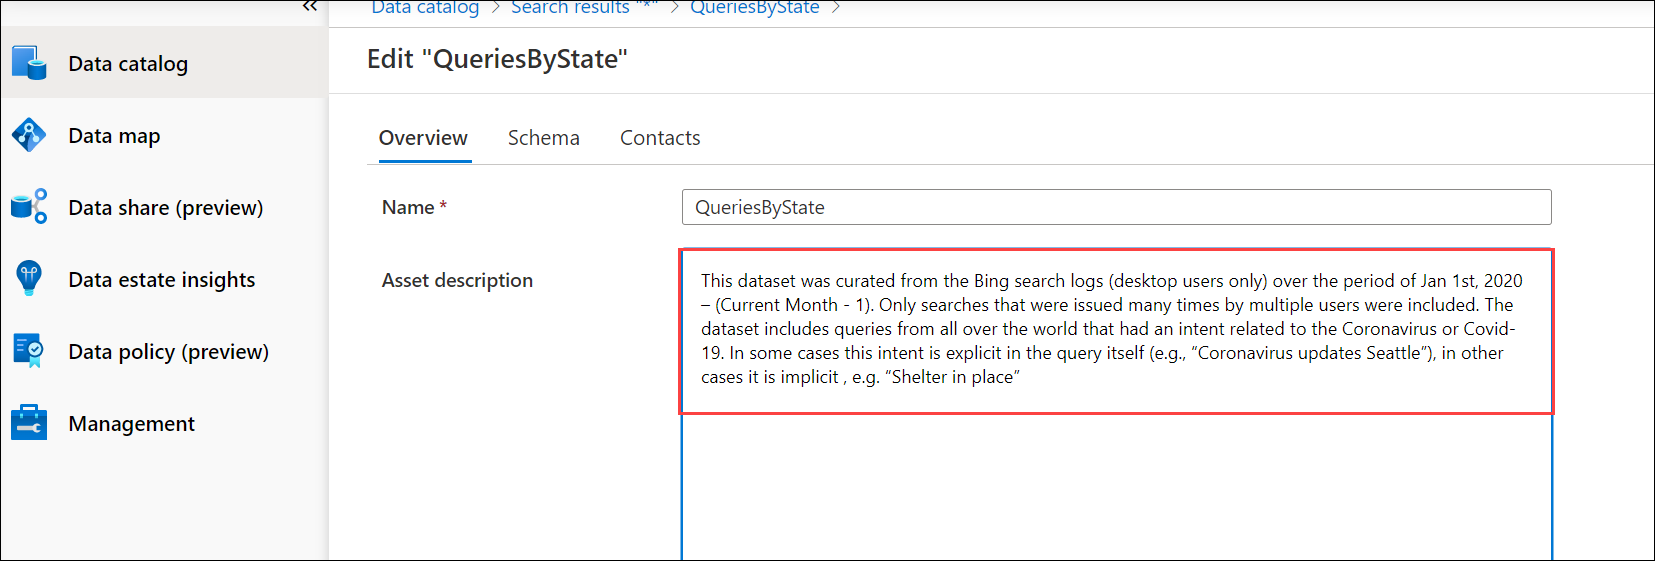 «
Data catalog > Search results "*" > QueriesByState >
Data catalog
Data map
Data share (preview)
Data estate insights
Data policy (preview)
Management
Edit "QueriesByState"
Overview Schema Contacts
Name *
QueriesByState
Asset description
This dataset was curated from the Bing search logs (desktop users only) over the period of Jan 1st, 2020
– (Current Month - 1). Only searches that were issued many times by multiple users were included. The
dataset includes queries from all over the world that had an intent related to the Coronavirus or Covid-
19. In some cases this intent is explicit in the query itself (e.g., “Coronavirus updates Seattle”), in other
cases it is implicit , e.g. “Shelter in place”